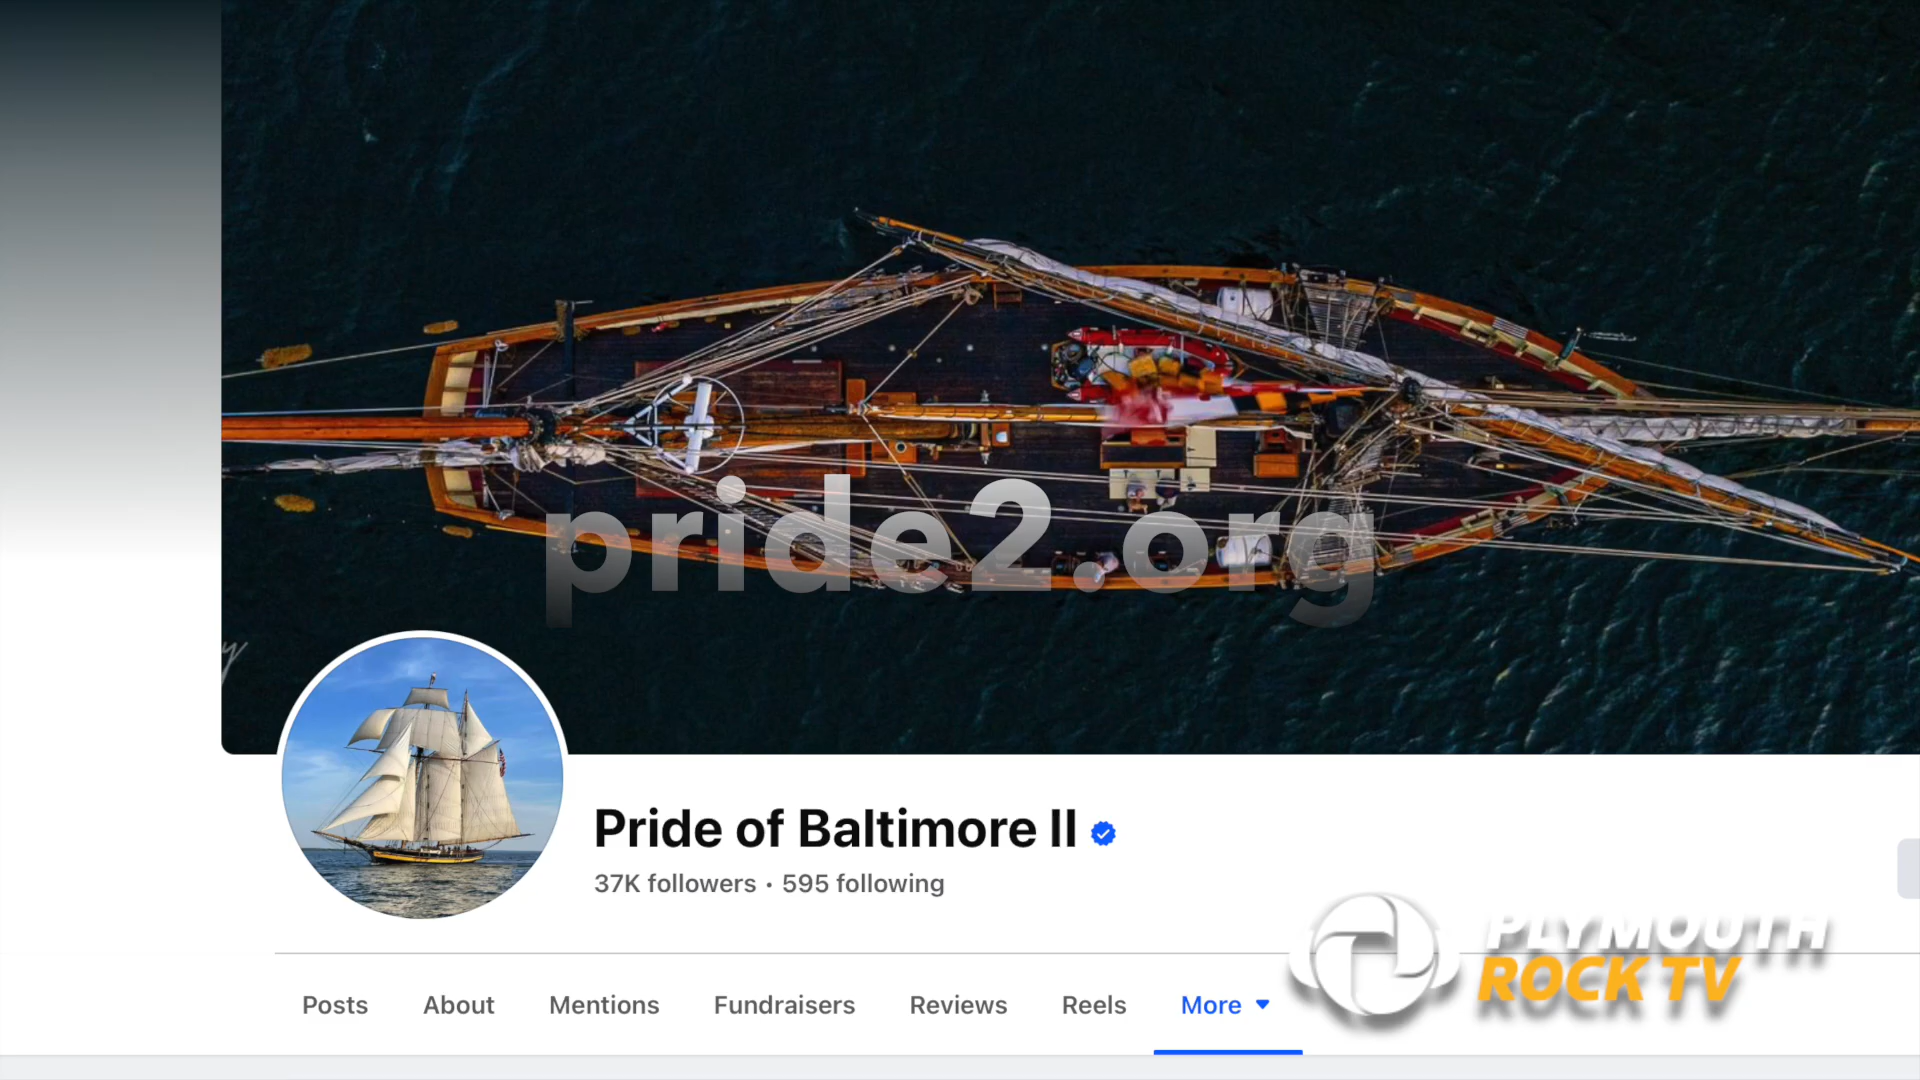 pride2.org
Pride of Baltimore II
37K followers · 595 following
PLYMOUTH
ROCK TV
Posts About Mentions Fundraisers Reviews Reels More